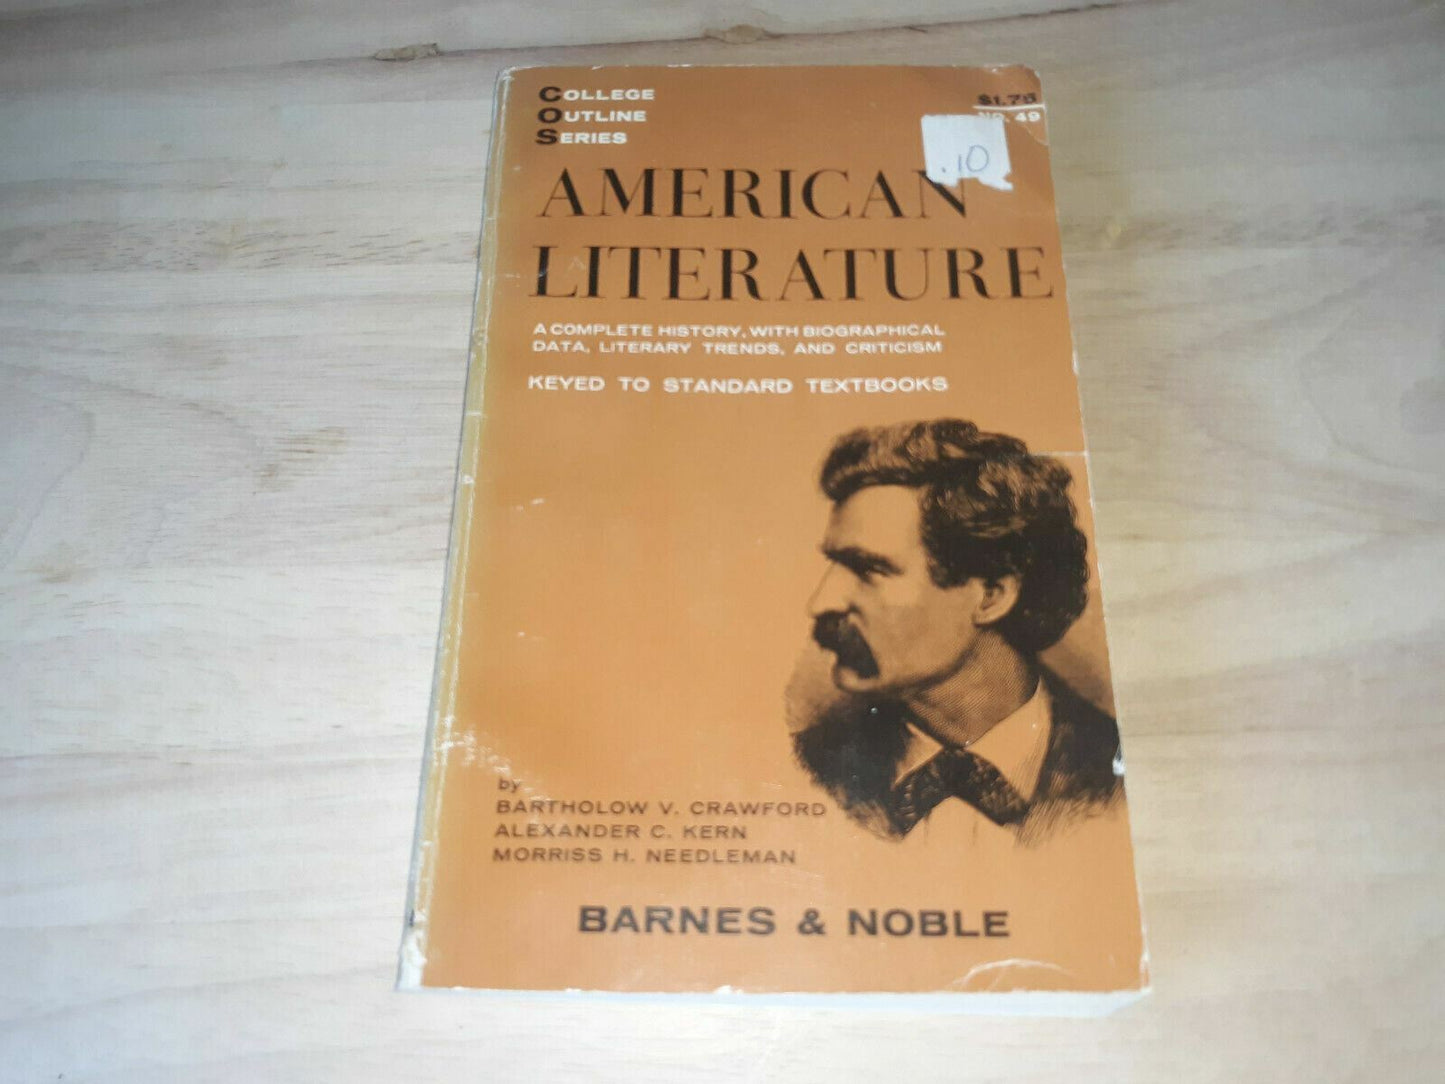 COLLEGE
OUTLINE
SERIES
$1.75
NO. 49
.10
AMERICAN
LITERATURE
A COMPLETE HISTORY, WITH BIOGRAPHICAL
DATA, LITERARY TRENDS, AND CRITICISM
KEYED TO STANDARD TEXTBOOKS
by
BARTHOLOW V. CRAWFORD
ALEXANDER C. KERN
MORRISS H. NEEDLEMAN
BARNES & NOBLE